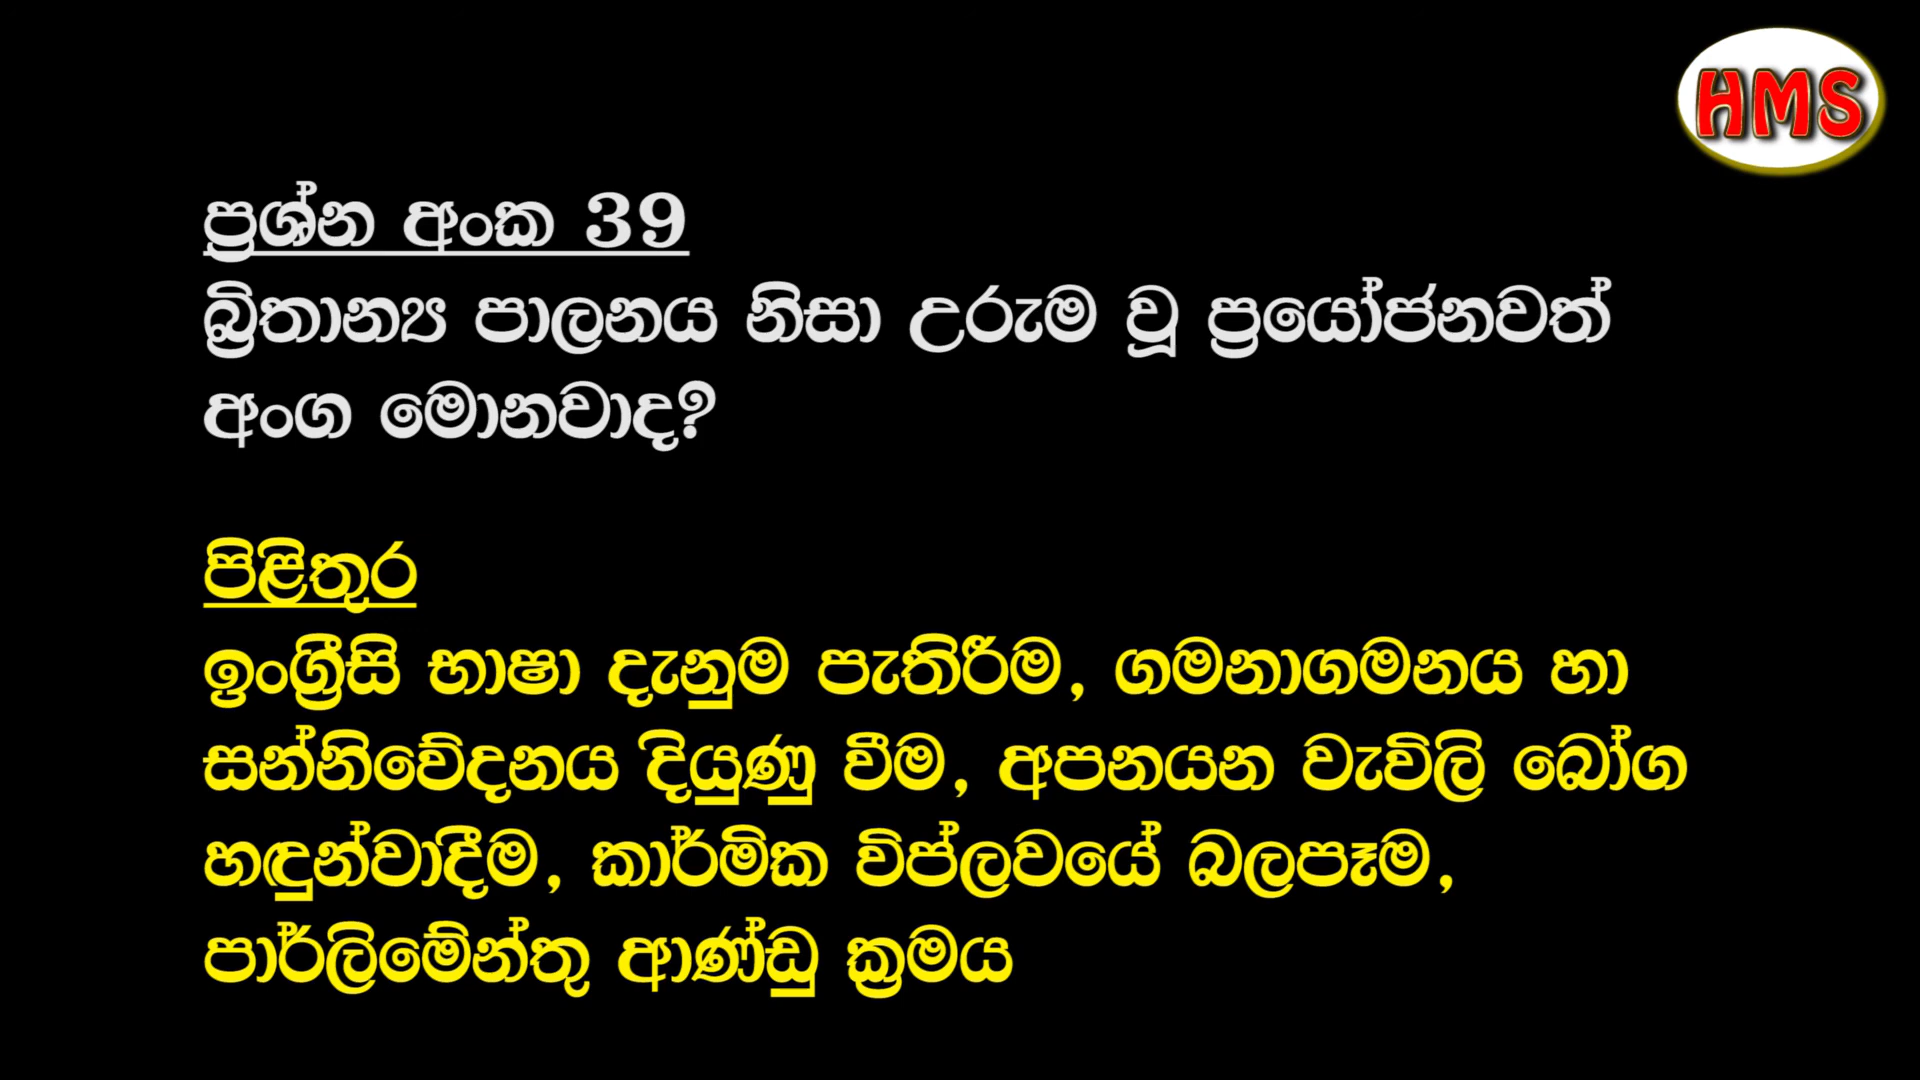 HMS
ප්‍රශ්න අංක 39
බ්‍රිතාන්‍ය පාලනය නිසා උරුම වූ ප්‍රයෝජනවත්
අංග මොනවාද?
පිළිතුර
ඉංග්‍රීසි භාෂා දැනුම පැතිරීම, ගමනාගමනය හා
සන්නිවේදනය දියුණු වීම, අපනයන වැවිලි බෝග
හඳුන්වාදීම, කාර්මික විප්ලවයේ බලපෑම,
පාර්ලිමේන්තු ආණ්ඩු ක්‍රමය